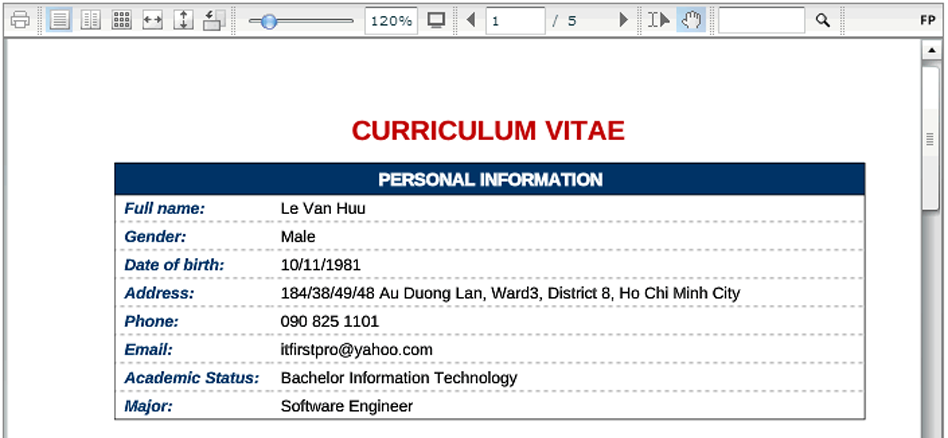 120%
1 / 5
FP
CURRICULUM VITAE
PERSONAL INFORMATION
Full name: Le Van Huu
Gender: Male
Date of birth: 10/11/1981
Address: 184/38/49/48 Au Duong Lan, Ward3, District 8, Ho Chi Minh City
Phone: 090 825 1101
Email: itfirstpro@yahoo.com
Academic Status: Bachelor Information Technology
Major: Software Engineer